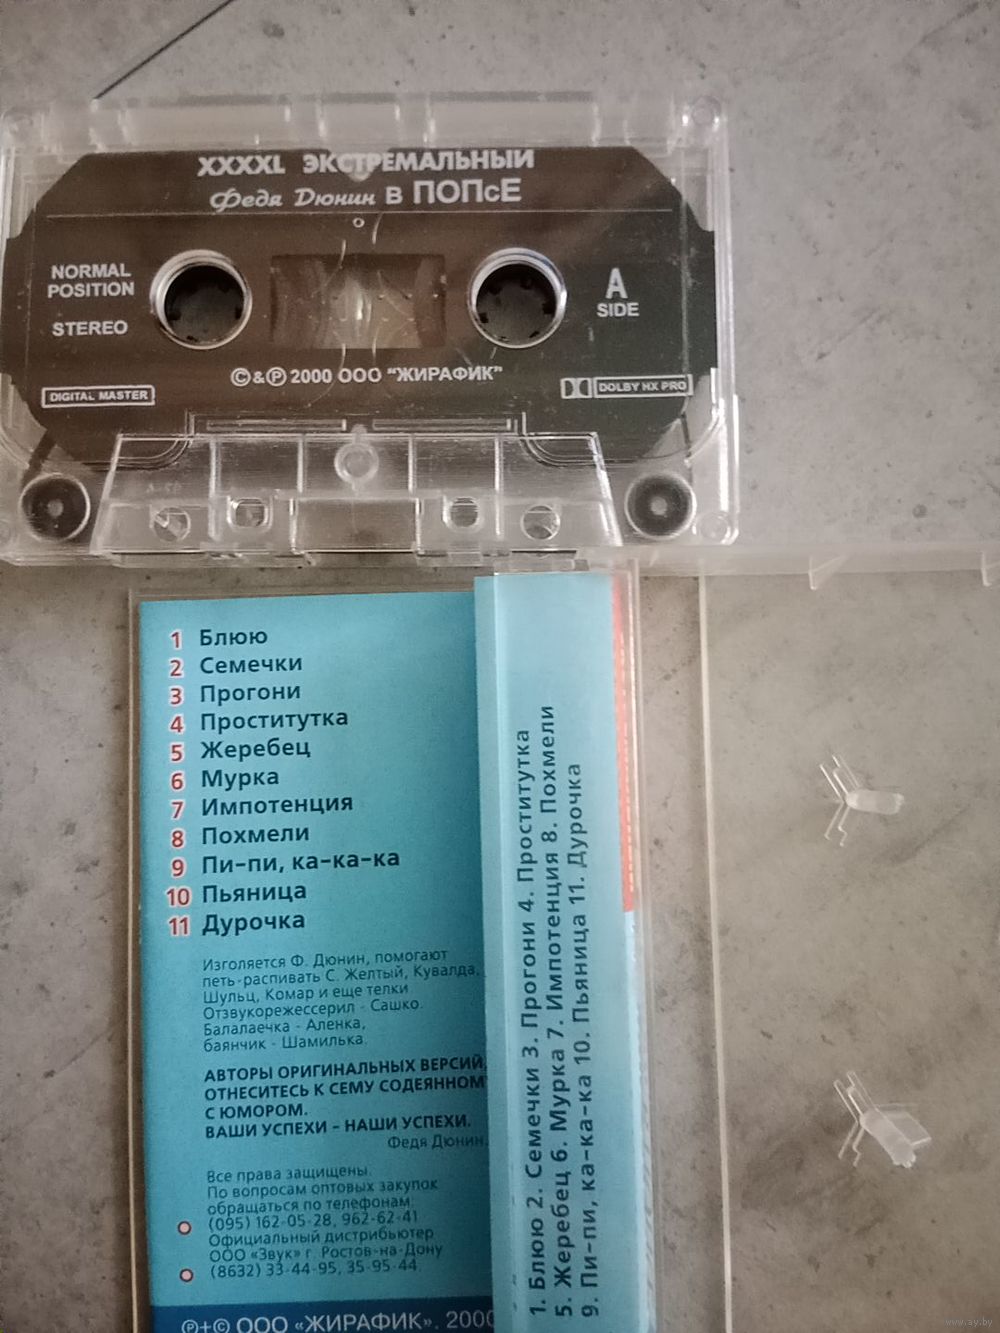 XXXXL ЭКСТРЕМАЛЬНЫЙ
Федя Дюнин В ПОПсЕ
NORMAL
POSITION
STEREO
A
SIDE
©&℗ 2000 ООО "ЖИРАФИК"
DIGITAL MASTER
DOLBY HX PRO
1 Блюю
2 Семечки
3 Прогони
4 Проститутка
5 Жеребец
6 Мурка
7 Импотенция
8 Похмели
9 Пи-пи, ка-ка-ка
10 Пьяница
11 Дурочка
Изголяется Ф. Дюнин, помогают
петь-распивать С. Желтый, Кувалда,
Шульц, Комар и еще телки
Отзвукорежессерил - Сашко.
Балалаечка - Аленка,
баянчик - Шамилька.
АВТОРЫ ОРИГИНАЛЬНЫХ ВЕРСИЙ,
ОТНЕСИТЕСЬ К СЕМУ СОДЕЯННОМ
С ЮМОРОМ.
ВАШИ УСПЕХИ - НАШИ УСПЕХИ.
Федя Дюнин.
Все права защищены.
По вопросам оптовых закупок
обращаться по телефонам:
(095) 162-05-28, 962-62-41
Официальный дистрибьютер
ООО «Звук» г. Ростов-на-Дону
(8632) 33-44-95, 35-95-44.
℗+© ООО «ЖИРАФИК». 2000
1. Блюю 2. Семечки 3. Прогони 4. Проститутка
5. Жеребец 6. Мурка 7. Импотенция 8. Похмели
9. Пи-пи, ка-ка-ка 10. Пьяница 11. Дурочка
www.ay.by